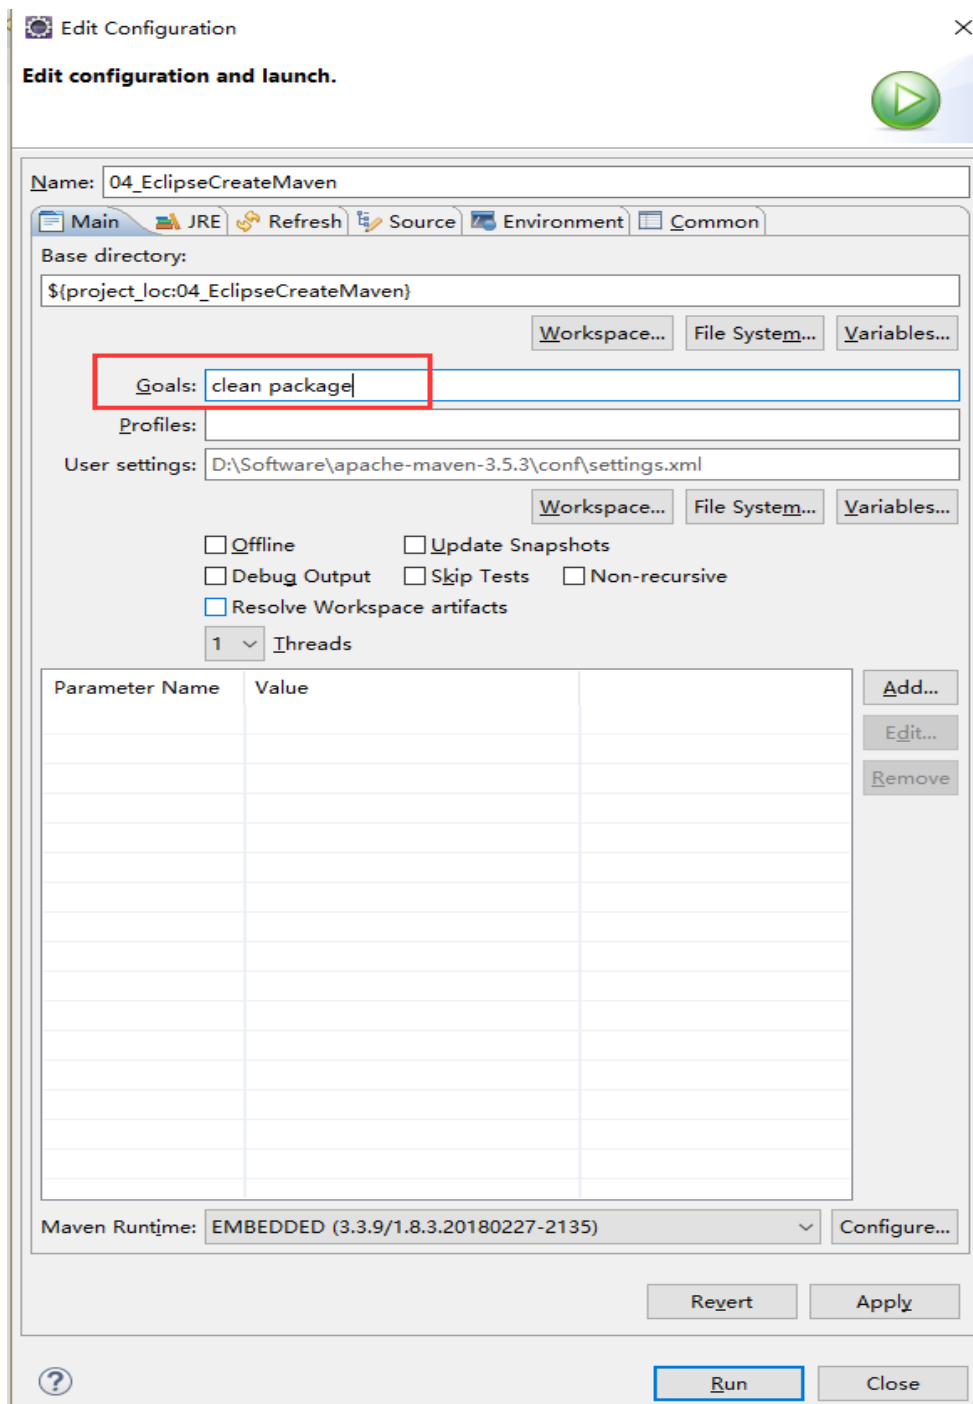 Edit Configuration
Edit configuration and launch.
Name: 04_EclipseCreateMaven
Main JRE Refresh Source Environment Common
Base directory:
${project_loc:04_EclipseCreateMaven}
Workspace... File System... Variables...
Goals: clean package
Profiles:
User settings: D:\Software\apache-maven-3.5.3\conf\settings.xml
Workspace... File System... Variables...
Offline Update Snapshots
Debug Output Skip Tests Non-recursive
Resolve Workspace artifacts
1 Threads
Parameter Name Value Add...
Edit...
Remove
Maven Runtime: EMBEDDED (3.3.9/1.8.3.20180227-2135) Configure...
Revert Apply
? Run Close